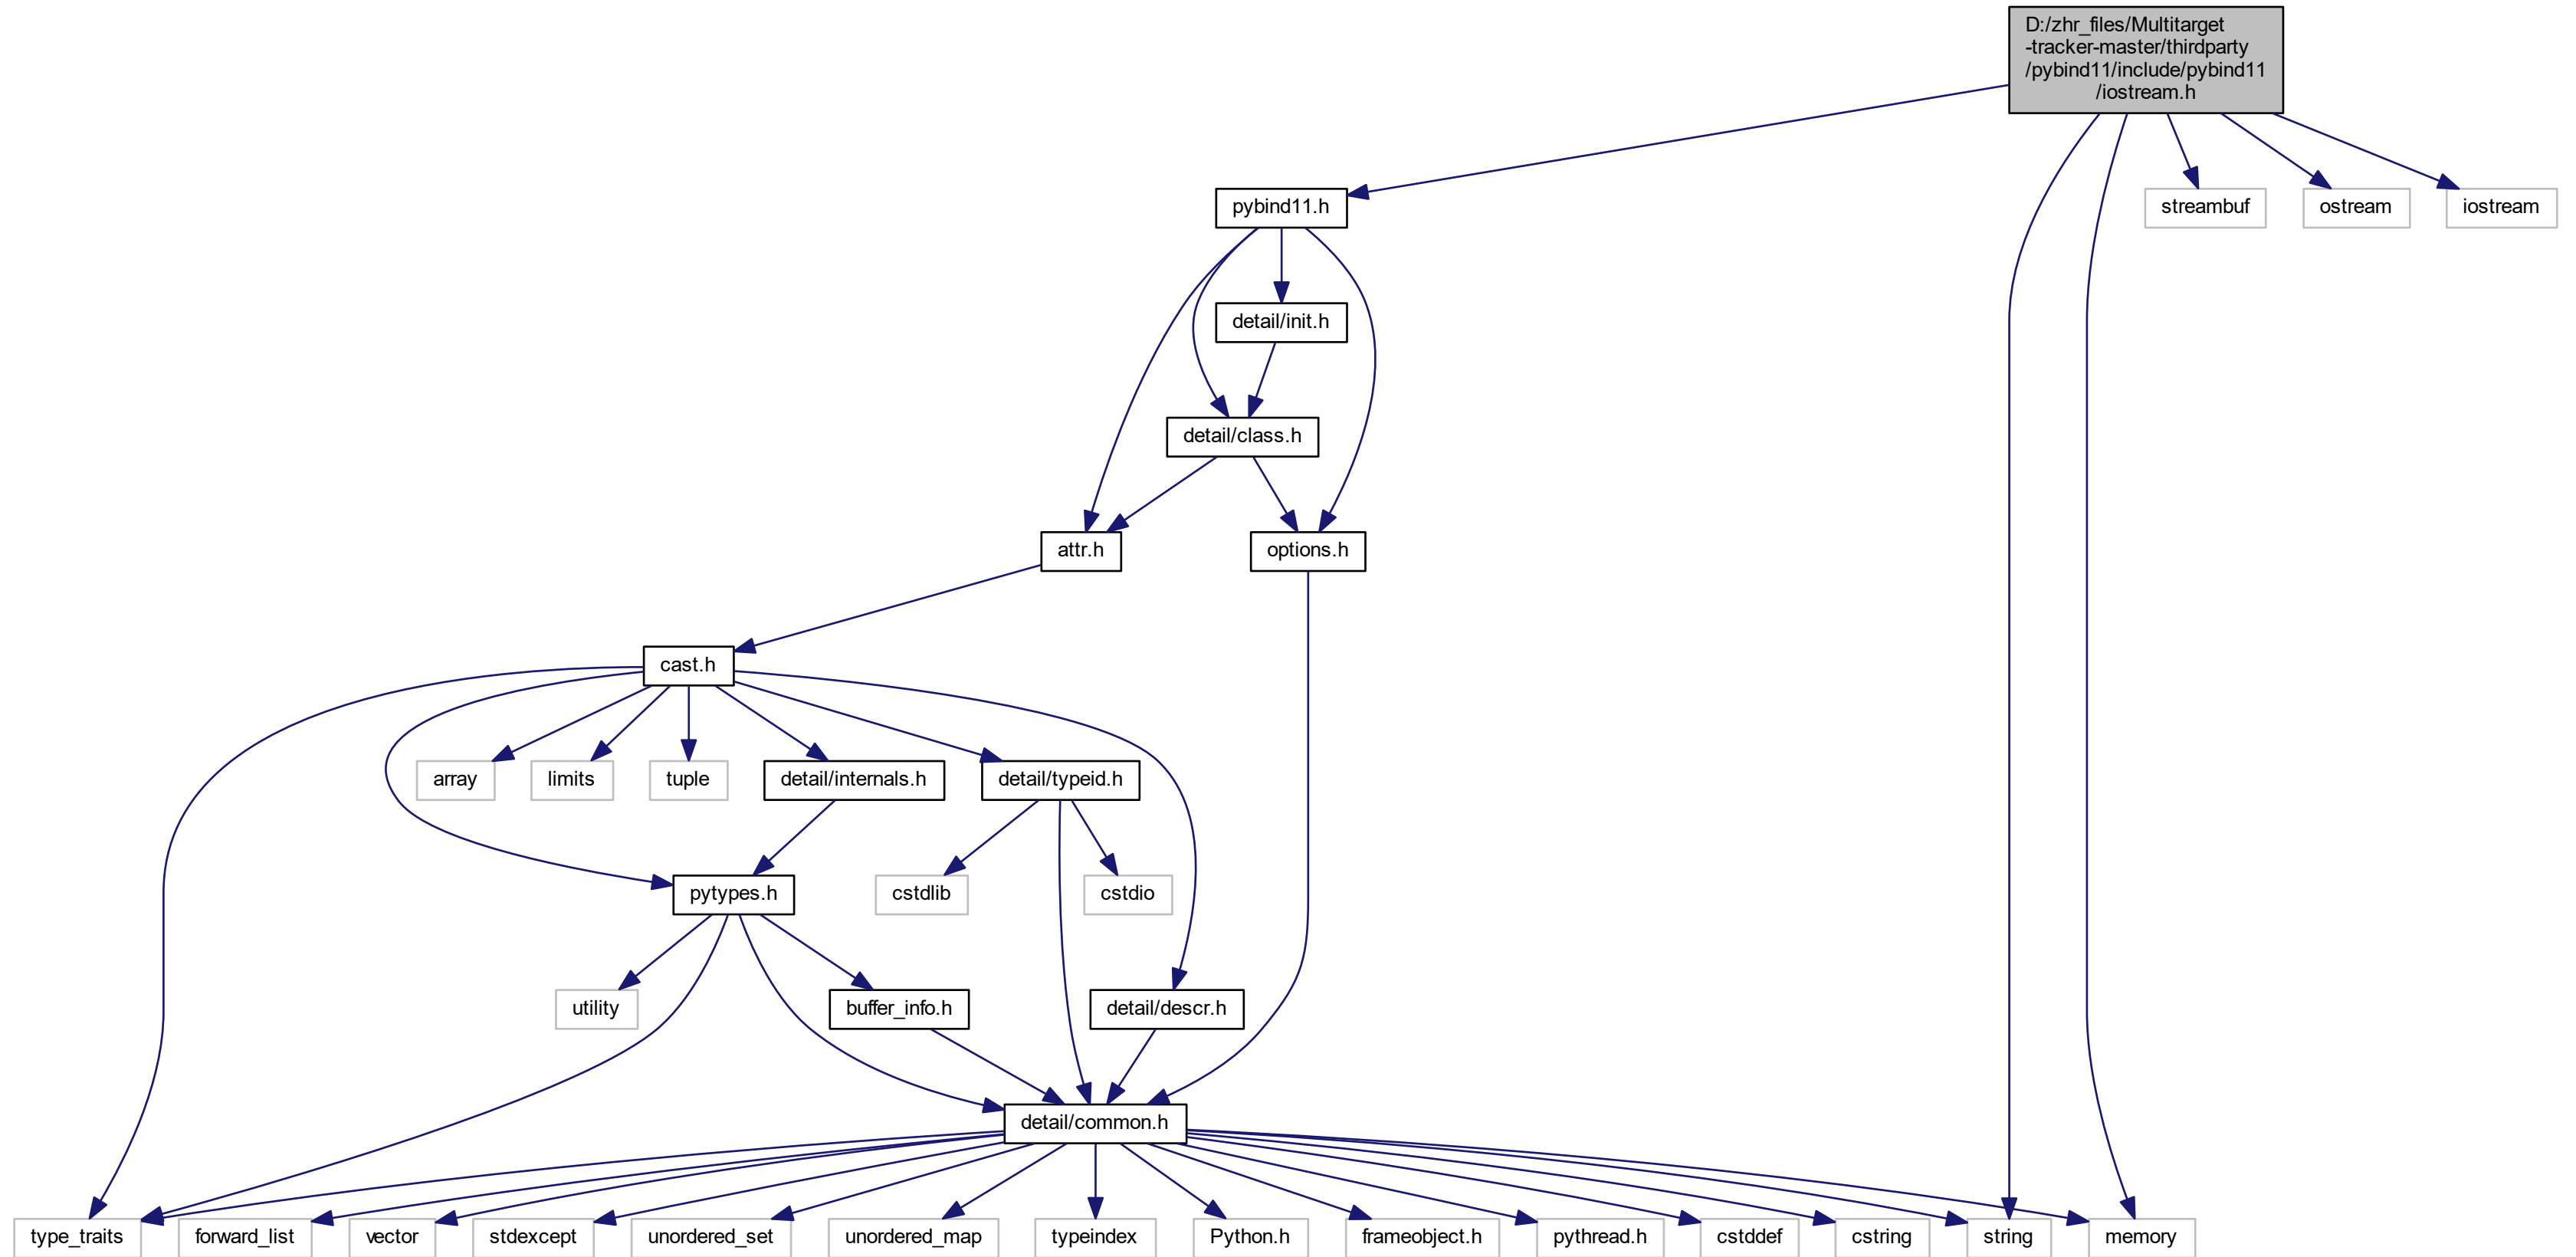 D:/zhr_files/Multitarget
-tracker-master/thirdparty
/pybind11/include/pybind11
/iostream.h
pybind11.h
streambuf
ostream
iostream
detail/init.h
detail/class.h
attr.h
options.h
cast.h
array
limits
tuple
detail/internals.h
detail/typeid.h
pytypes.h
cstdlib
cstdio
utility
buffer_info.h
detail/descr.h
detail/common.h
type_traits
forward_list
vector
stdexcept
unordered_set
unordered_map
typeindex
Python.h
frameobject.h
pythread.h
cstddef
cstring
string
memory